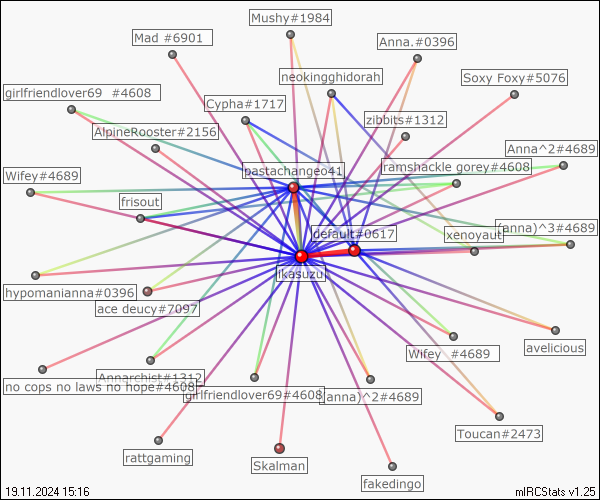 Mushy#1984
Mad #6901
Anna.#0396
neokingghidorah
Soxy Foxy#5076
girlfriendlover69 #4608
Cypha#1717
zibbits#1312
AlpineRooster#2156
Anna^2#4689
pastachangeo41
ramshackle gorey#4608
Wifey#4689
frisout
(anna)^3#4689
default#0617
xenoyaut
ikasuzu
hypomanianna#0396
ace deucy#7097
avelicious
Wifey #4689
Annarchist#1312
no cops no laws no hope#4608
girlfriendlover69#4608
(anna)^2#4689
Toucan#2473
rattgaming
Skalman
fakedingo
19.11.2024 15:16
mIRCStats v1.25